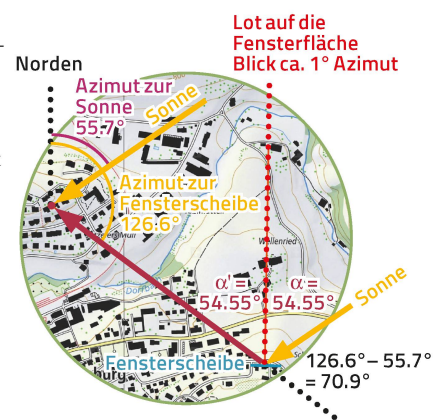 Lot auf die
Fensterfläche
Blick ca. 1° Azimut
Norden
Azimut zur
Sonne
55.7°
Sonne
Azimut zur
Fensterscheibe
126.6°
Wellenried
α' =
54.55°
α =
54.55°
Sonne
Fensterscheibe
126.6° – 55.7°
= 70.9°
burg